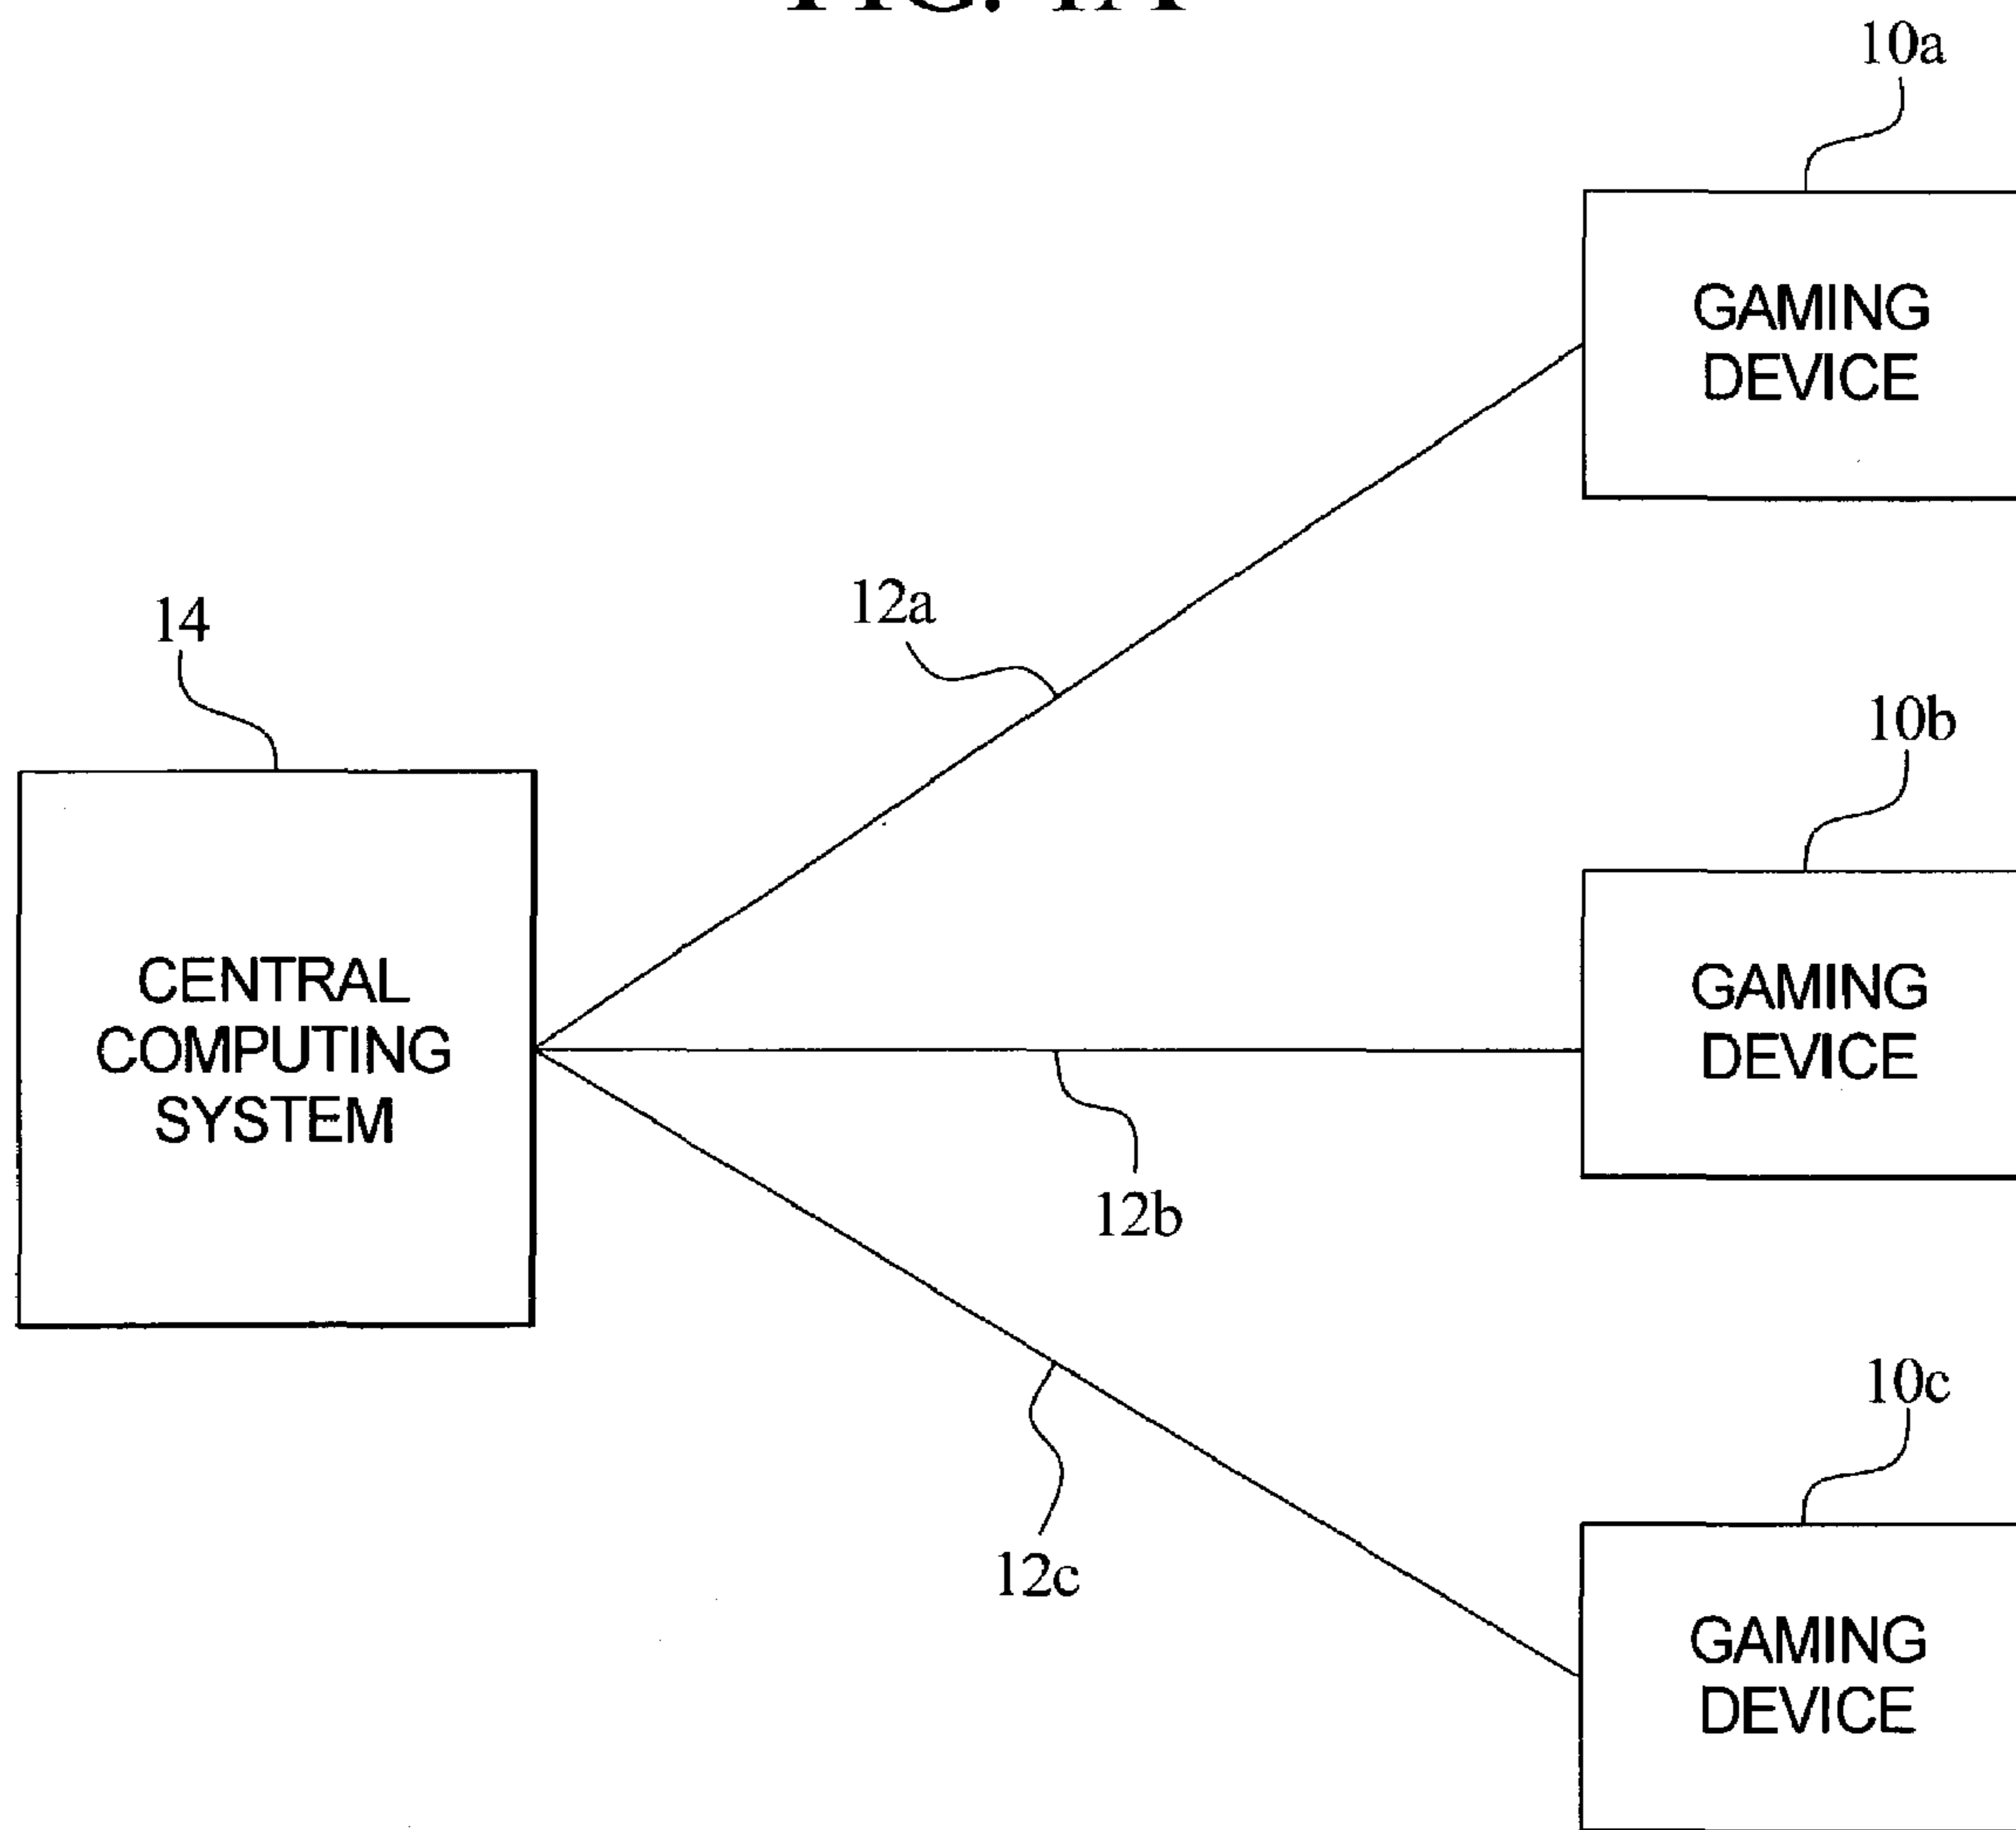 10a
GAMING
DEVICE
12a
14
10b
CENTRAL
COMPUTING
SYSTEM
GAMING
DEVICE
12b
10c
12c
GAMING
DEVICE